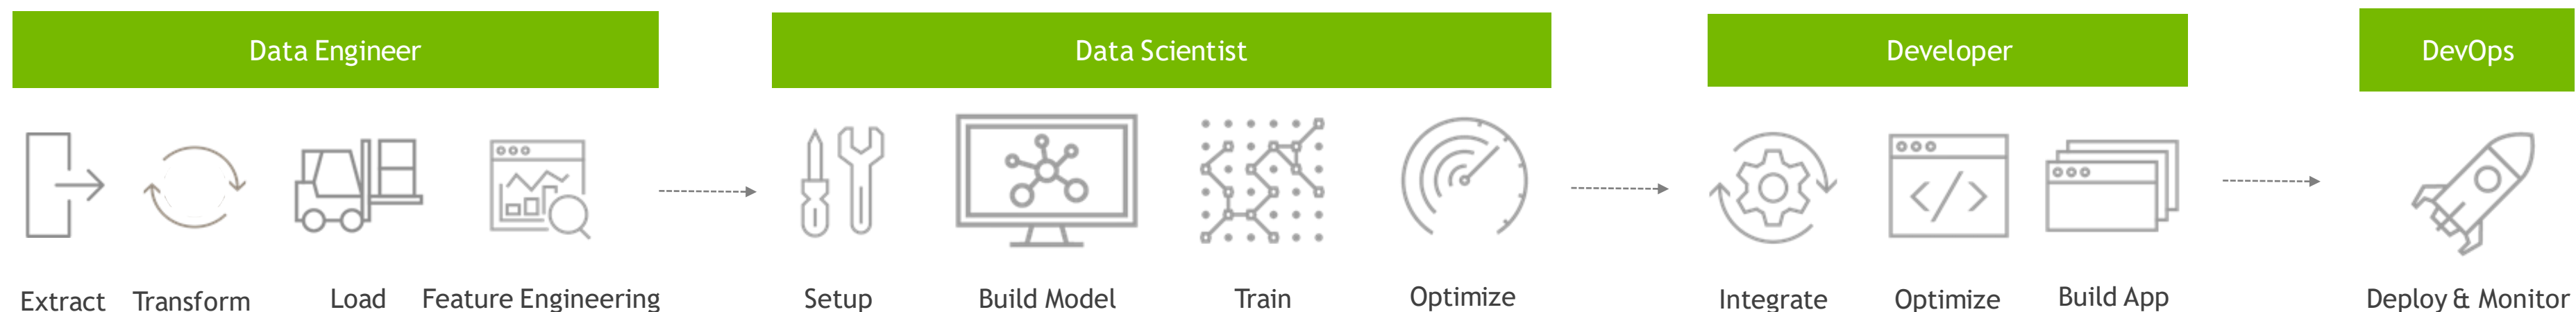 Data Engineer
Data Scientist
Developer
DevOps
Extract
Transform
Load
Feature Engineering
Setup
Build Model
Train
Optimize
Integrate
Optimize
Build App
Deploy & Monitor